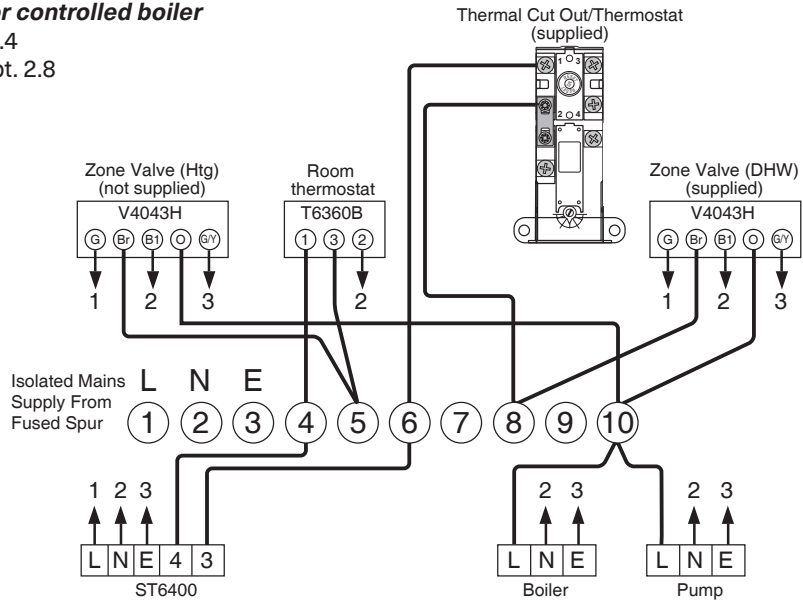 r controlled boiler
.4
pt. 2.8
Thermal Cut Out/Thermostat
(supplied)
1 3
2 4
Zone Valve (Htg)
(not supplied)
V4043H
G Br B1 O G/Y
1 2 3
Room
thermostat
T6360B
1 3 2
2
Zone Valve (DHW)
(supplied)
V4043H
G Br B1 O G/Y
1 2 3
Isolated Mains
Supply From
Fused Spur
L N E
1 2 3 4 5 6 7 8 9 10
1 2 3
L N E 4 3
ST6400
2 3
L N E
Boiler
2 3
L N E
Pump